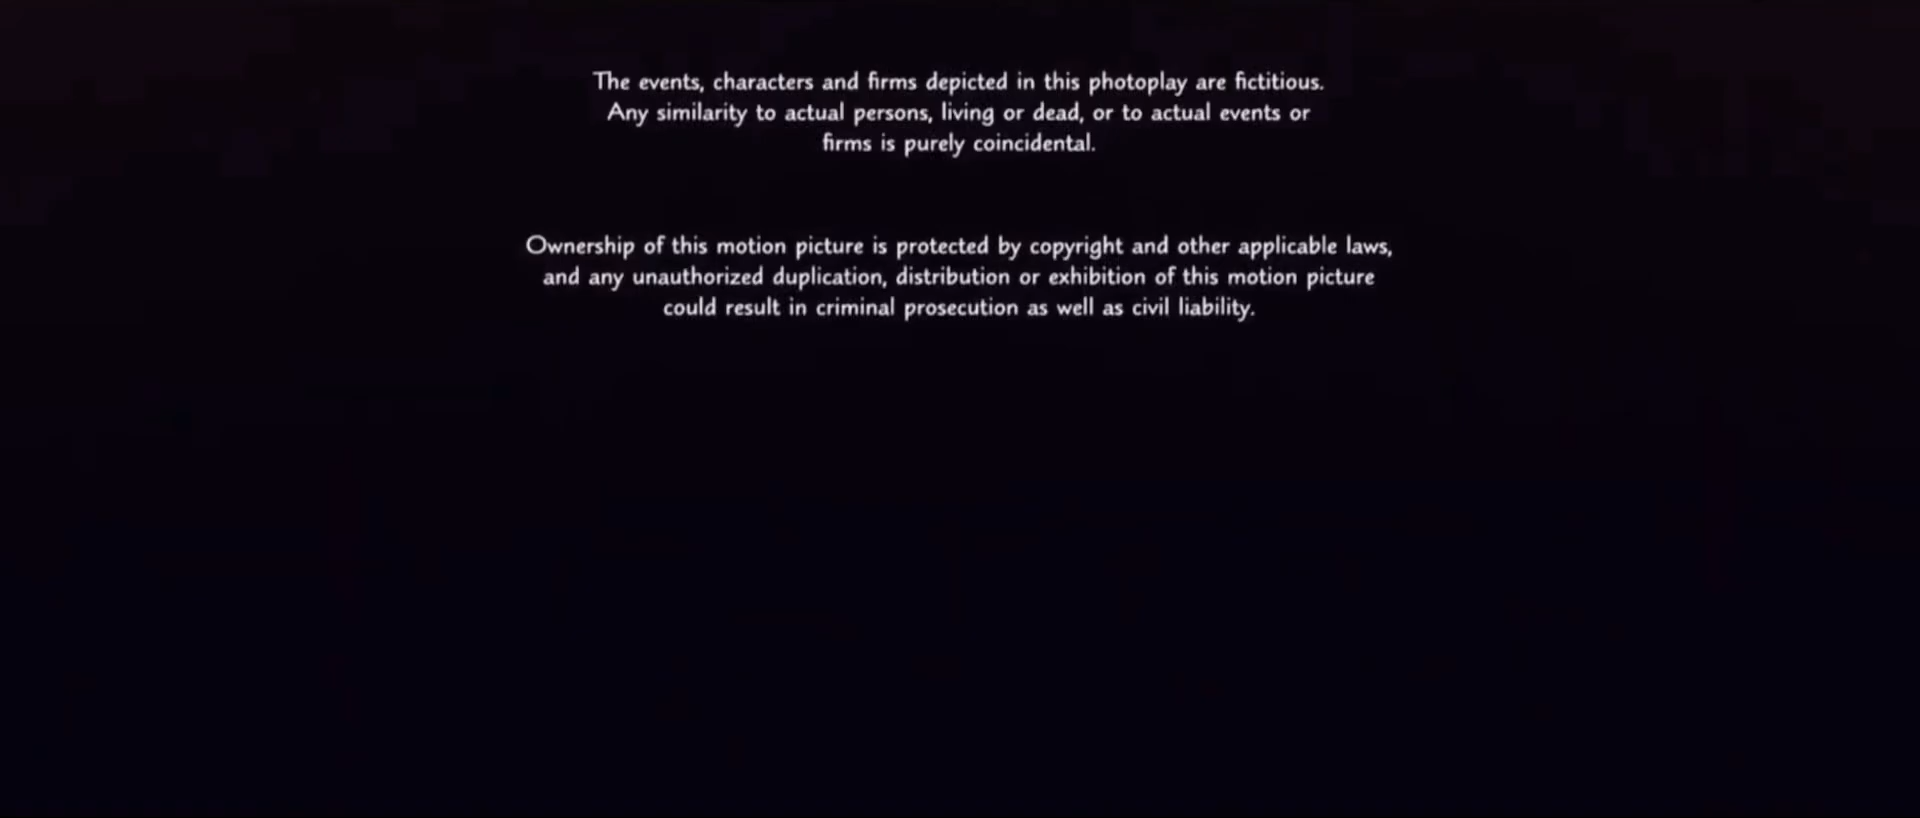 The events, characters and firms depicted in this photoplay are fictitious.
Any similarity to actual persons, living or dead, or to actual events or
firms is purely coincidental.
Ownership of this motion picture is protected by copyright and other applicable laws,
and any unauthorized duplication, distribution or exhibition of this motion picture
could result in criminal prosecution as well as civil liability.